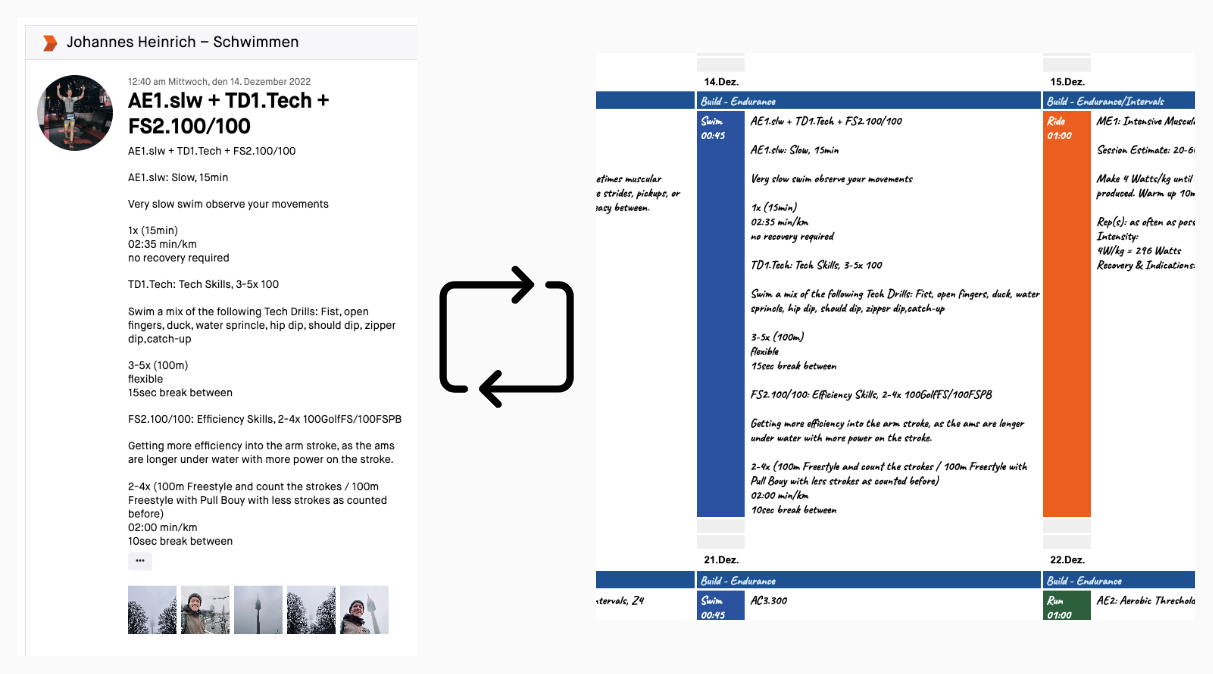 Johannes Heinrich – Schwimmen
12:40 am Mittwoch, den 14. Dezember 2022
AE1.slw + TD1.Tech +
FS2.100/100
AE1.slw + TD1.Tech + FS2.100/100
AE1.slw: Slow, 15min
Very slow swim observe your movements
1x (15min)
02:35 min/km
no recovery required
TD1.Tech: Tech Skills, 3-5x 100
Swim a mix of the following Tech Drills: Fist, open
fingers, duck, water sprincle, hip dip, should dip, zipper
dip,catch-up
3-5x (100m)
flexible
15sec break between
FS2.100/100: Efficiency Skills, 2-4x 100GolfFS/100FSPB
Getting more efficiency into the arm stroke, as the ams
are longer under water with more power on the stroke.
2-4x (100m Freestyle and count the strokes / 100m
Freestyle with Pull Bouy with less strokes as counted
before)
02:00 min/km
10sec break between
•••
etimes muscular
e strides, pickups, or
easy between.
ntervals, Z4
14.Dez.
Build - Endurance
Swim
00:45
AE1.slw + TD1.Tech + FS2.100/100
AE1.slw: Slow, 15min
Very slow swim observe your movements
1x (15min)
02:35 min/km
no recovery required
TD1.Tech: Tech Skills, 3-5x 100
Swim a mix of the following Tech Drills: Fist, open fingers, duck, water
sprincle, hip dip, should dip, zipper dip,catch-up
3-5x (100m)
flexible
15sec break between
FS2.100/100: Efficiency Skills, 2-4x 100GolfFS/100FSPB
Getting more efficiency into the arm stroke, as the ams are longer
under water with more power on the stroke.
2-4x (100m Freestyle and count the strokes / 100m Freestyle with
Pull Bouy with less strokes as counted before)
02:00 min/km
10sec break between
21.Dez.
Build - Endurance
Swim
00:45
AC3.300
15.Dez.
Build - Endurance/Intervals
Ride
01:00
ME1: Intensive Muscul
Session Estimate: 20-6
Make 4 Watts/kg until
produced. Warm up 10m
Rep(s): as often as poss
Intensity:
4W/kg = 296 Watts
Recovery & Indications:
22.Dez.
Build - Endurance
Run
01:00
AE2: Aerobic Threshold